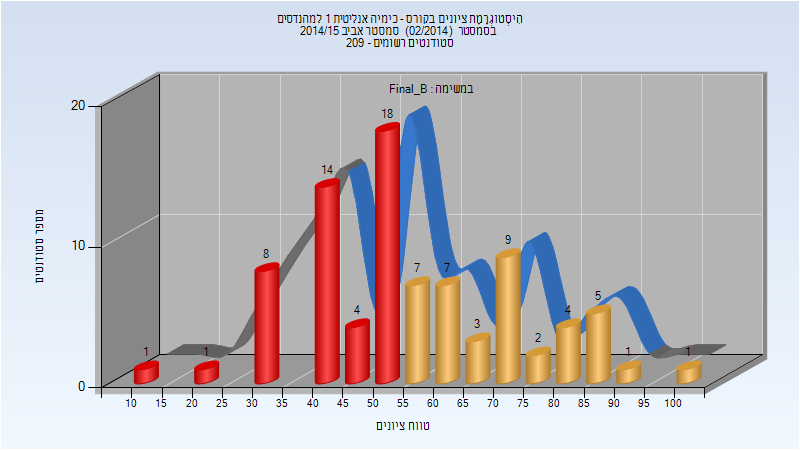 היסטוגרמת ציונים בקורס - כימיה אנליטית 1 למהנדסים
בסמסטר (02/2014) סמסטר אביב 2014/15
סטודנטים רשומים - 209
במשימה : Final_B
מספר סטודנטים
20
10
0
1
1
8
14
4
18
7
7
3
9
2
4
5
1
1
10 15 20 25 30 35 40 45 50 55 60 65 70 75 80 85 90 95 100
טווח ציונים